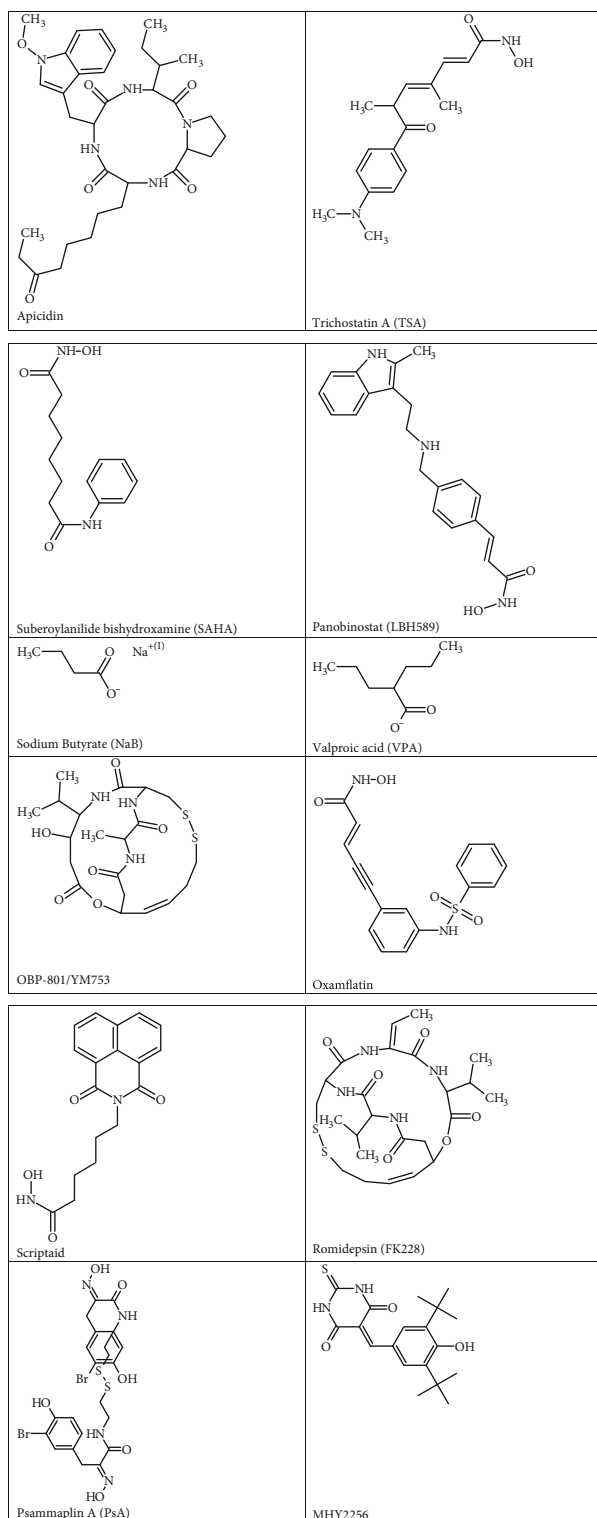 CH₃
O
N
O
NH
CH₃
H₃C
O
N
HN
O
NH
O
CH₃
O
Apicidin
O
NH
OH
H₃C
CH₃
O
H₃C
N
CH₃
Trichostatin A (TSA)
NH–OH
O
O
NH
Suberoylanilide bishydroxamine (SAHA)
NH
CH₃
NH
O
HO
NH
Panobinostat (LBH589)
H₃C
O
Na⁺⁽ᴵ⁾
O⁻
Sodium Butyrate (NaB)
CH₃
H₃C
O⁻
O
Valproic acid (VPA)
O
CH₃
H₃C
NH
HN
S
S
HO
H₃C
O
NH
O
O
O
OBP-801/YM753
NH–OH
O
O
S
O
NH
Oxamflatin
O
N
O
OH
HN
O
Scriptaid
CH₃
O
NH
O
NH
O
NH
CH₃
CH₃
H₃C
NH
O
S
S
CH₃
O
O
Romidepsin (FK228)
OH
N
O
NH
Br
OH
S
S
HO
Br
HN
O
N
HO
Psammaplin A (PsA)
S
NH
HN
O
O
OH
MHY2256